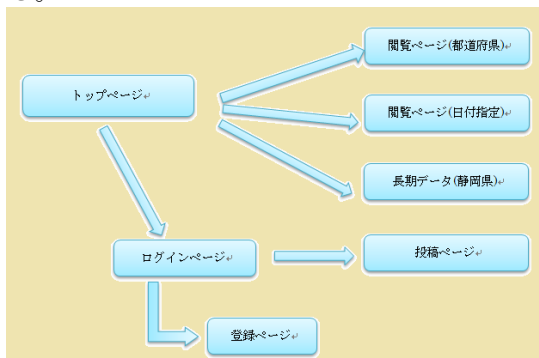 閲覧ページ(都道府県)
トップページ
閲覧ページ(日付指定)
長期データ(静岡県)
ログインページ
投稿ページ
登録ページ